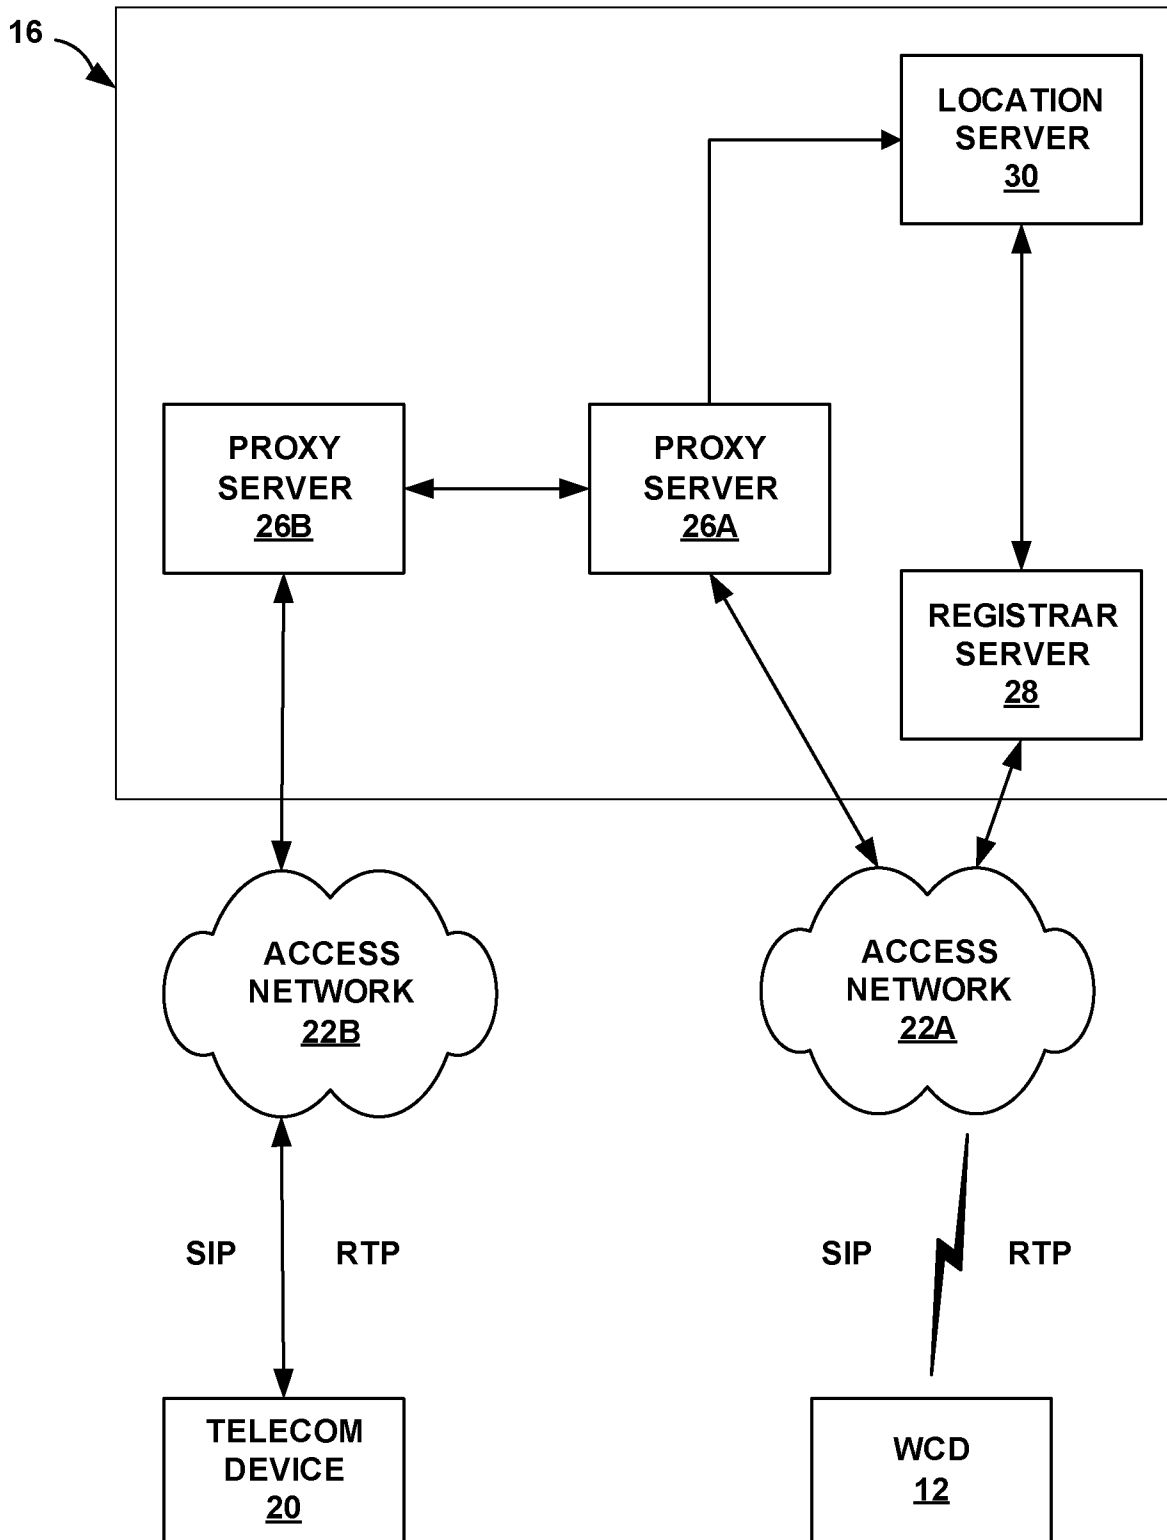 16
LOCATION
SERVER
30
PROXY
SERVER
26B
PROXY
SERVER
26A
REGISTRAR
SERVER
28
ACCESS
NETWORK
22B
ACCESS
NETWORK
22A
SIP
RTP
SIP
RTP
TELECOM
DEVICE
20
WCD
12